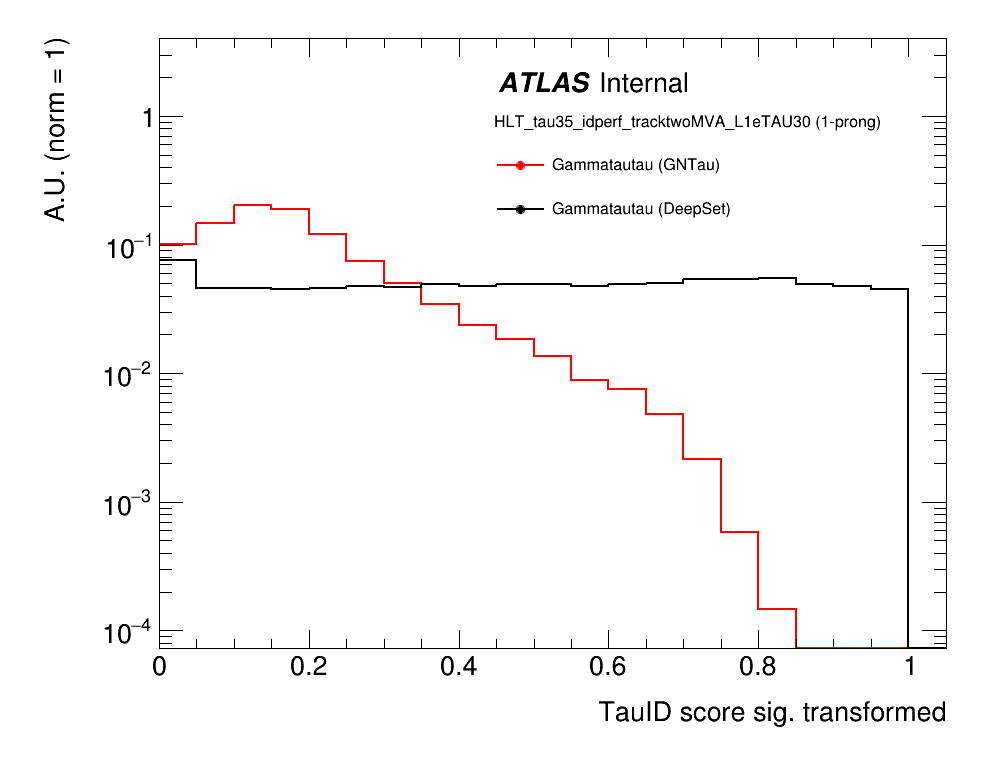 A.U. (norm = 1)
ATLAS Internal
HLT_tau35_idperf_tracktwoMVA_L1eTAU30 (1-prong)
Gammatautau (GNTau)
Gammatautau (DeepSet)
1
10⁻¹
10⁻²
10⁻³
10⁻⁴
0 0.2 0.4 0.6 0.8 1
TauID score sig. transformed